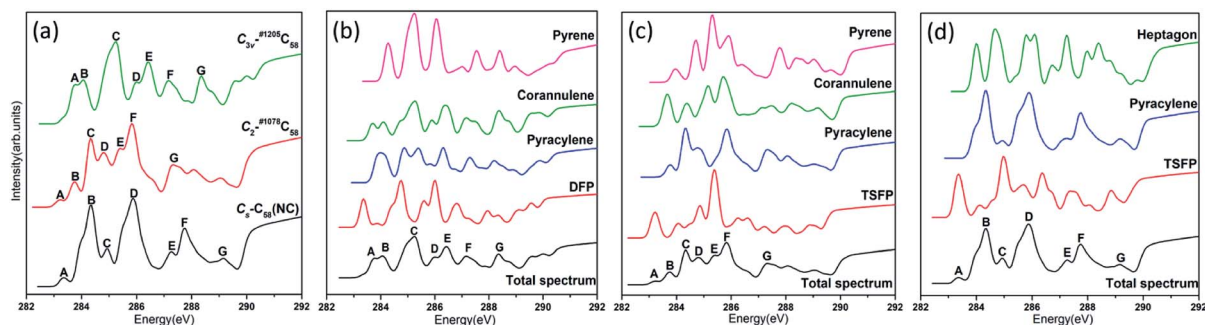 (a)
C3v-#1205C58
A B C D E F G
C2-#1078C58
A B C D E F G
Cs-C58(NC)
A B C D E F G
Intensity(arb.units)
282 284 286 288 290 292
Energy(eV)
(b)
Pyrene
Corannulene
Pyracylene
DFP
A B C D E F G
Total spectrum
282 284 286 288 290 292
Energy(eV)
(c)
Pyrene
Corannulene
Pyracylene
TSFP
A B C D E F G
Total spectrum
282 284 286 288 290 292
Energy(eV)
(d)
Heptagon
Pyracylene
TSFP
A B C D E F G
Total spectrum
282 284 286 288 290 292
Energy(eV)